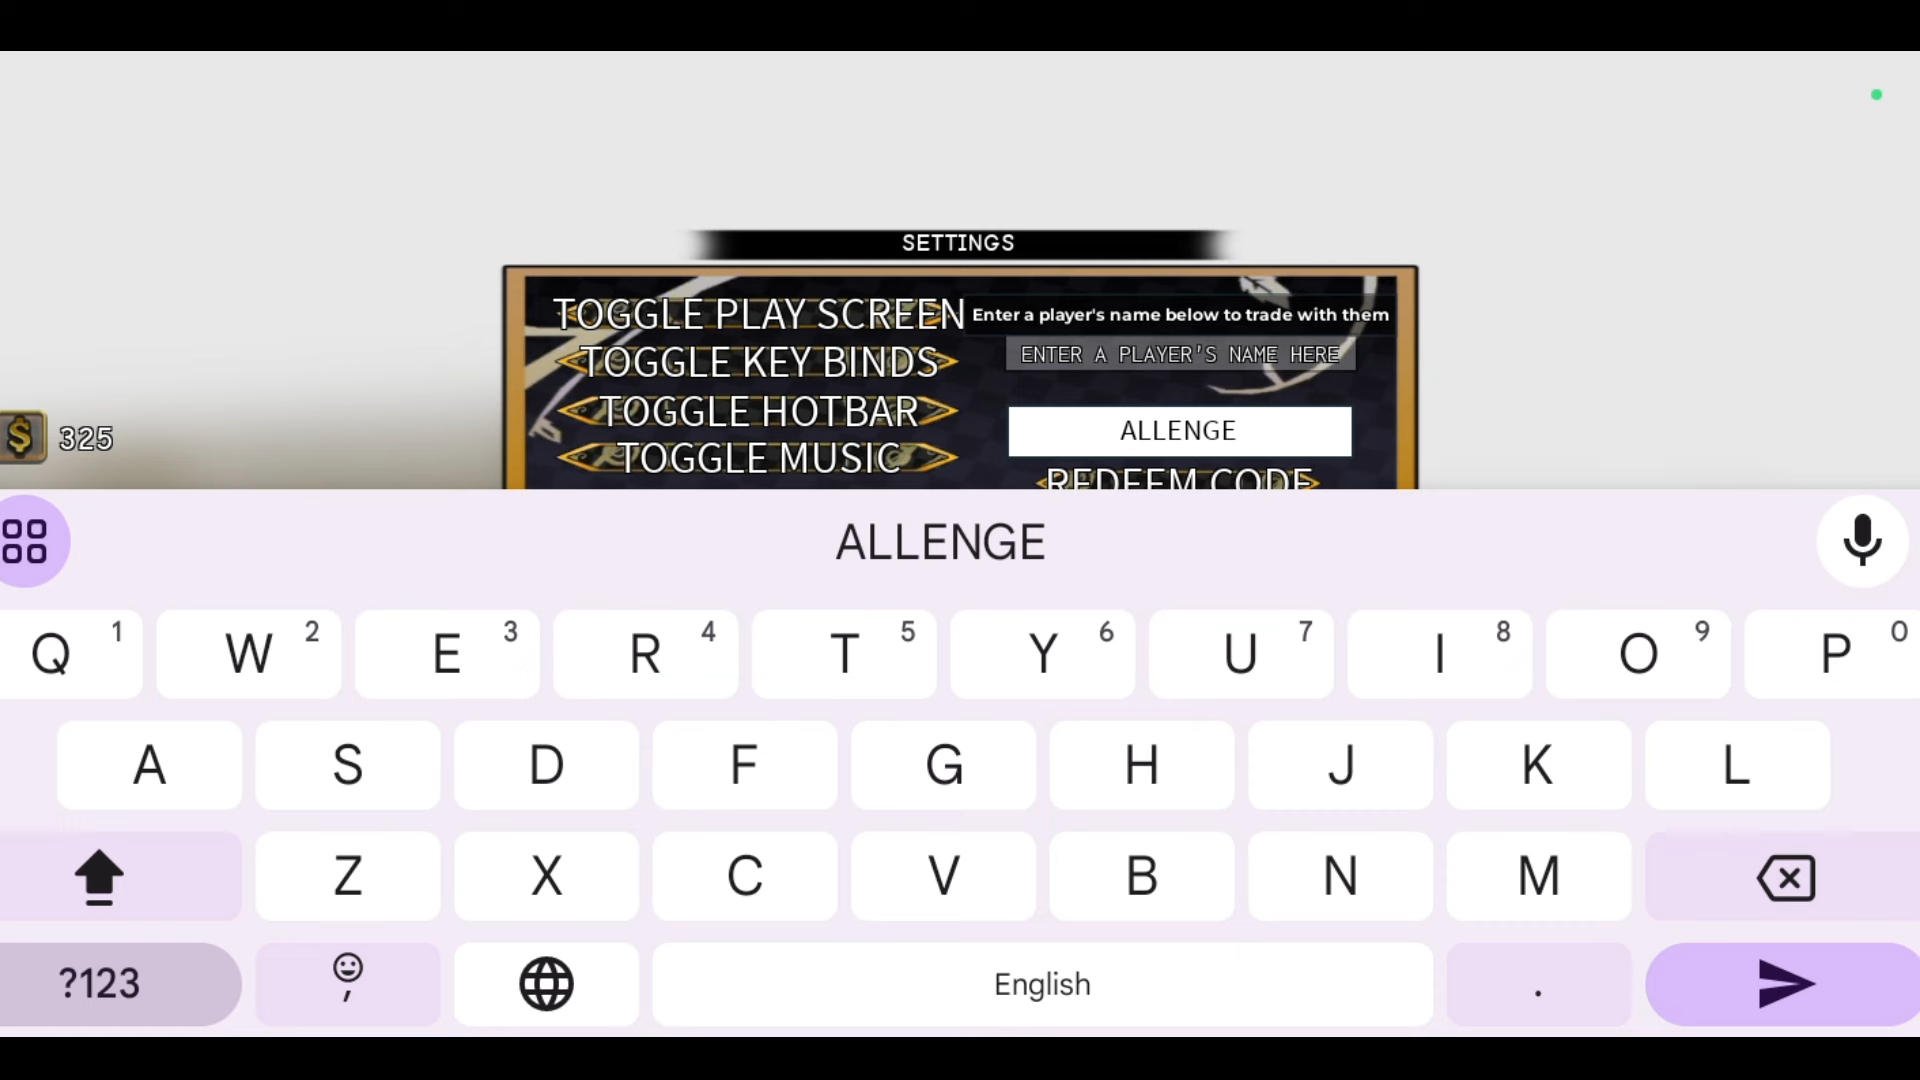 SETTINGS
TOGGLE PLAY SCREEN
Enter a player's name below to trade with them
TOGGLE KEY BINDS
ENTER A PLAYER'S NAME HERE
TOGGLE HOTBAR
ALLENGE
325
TOGGLE MUSIC
REDEEM CODE
ALLENGE
Q 1 W 2 E 3 R 4 T 5 Y 6 U 7 I 8 O 9 P 0
A S D F G H J K L
Z X C V B N M
?123 , English .